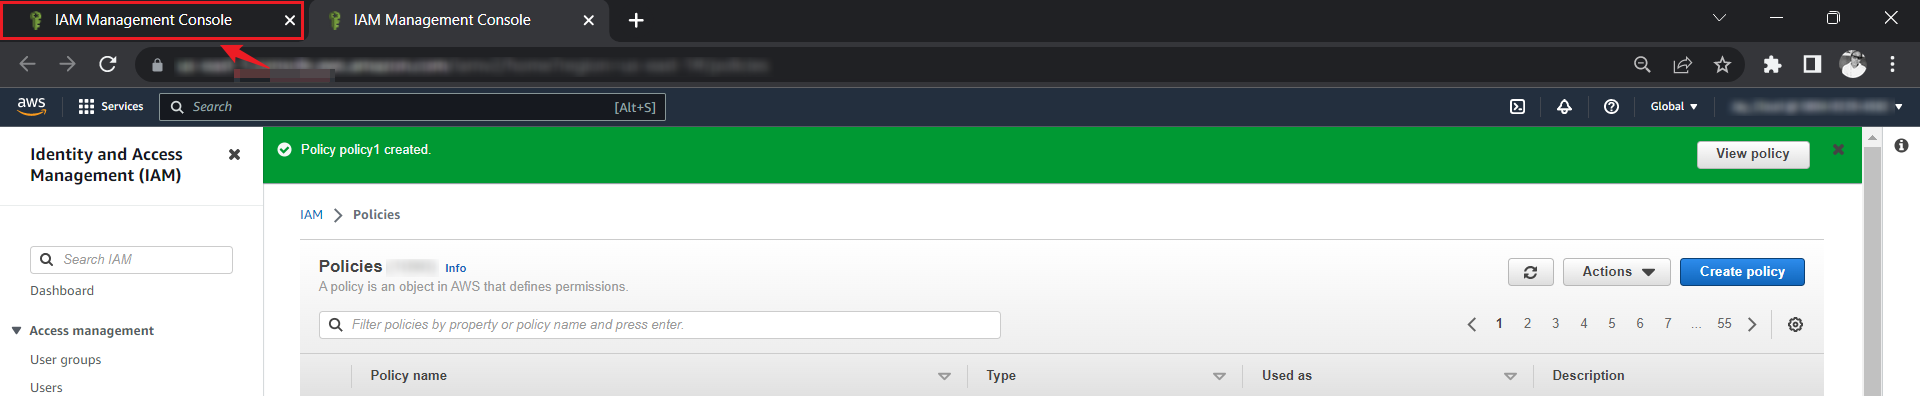 IAM Management Console
IAM Management Console
aws
Services
Search
[Alt+S]
Global
Identity and Access
Management (IAM)
Policy policy1 created.
View policy
IAM
Policies
Search IAM
Dashboard
Access management
User groups
Users
Policies
Info
Actions
Create policy
A policy is an object in AWS that defines permissions.
Filter policies by property or policy name and press enter.
1 2 3 4 5 6 7 ... 55
Policy name
Type
Used as
Description